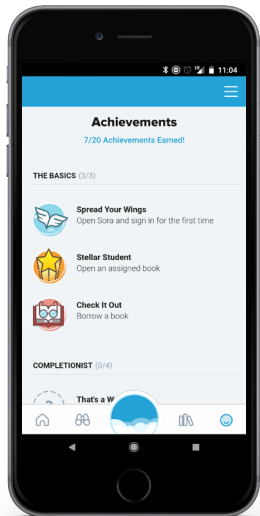 11:04
Achievements
7/20 Achievements Earned!
THE BASICS (3/3)
Spread Your Wings
Open Sora and sign in for the first time
Stellar Student
Open an assigned book
Check It Out
Borrow a book
COMPLETIONIST (0/4)
That's a